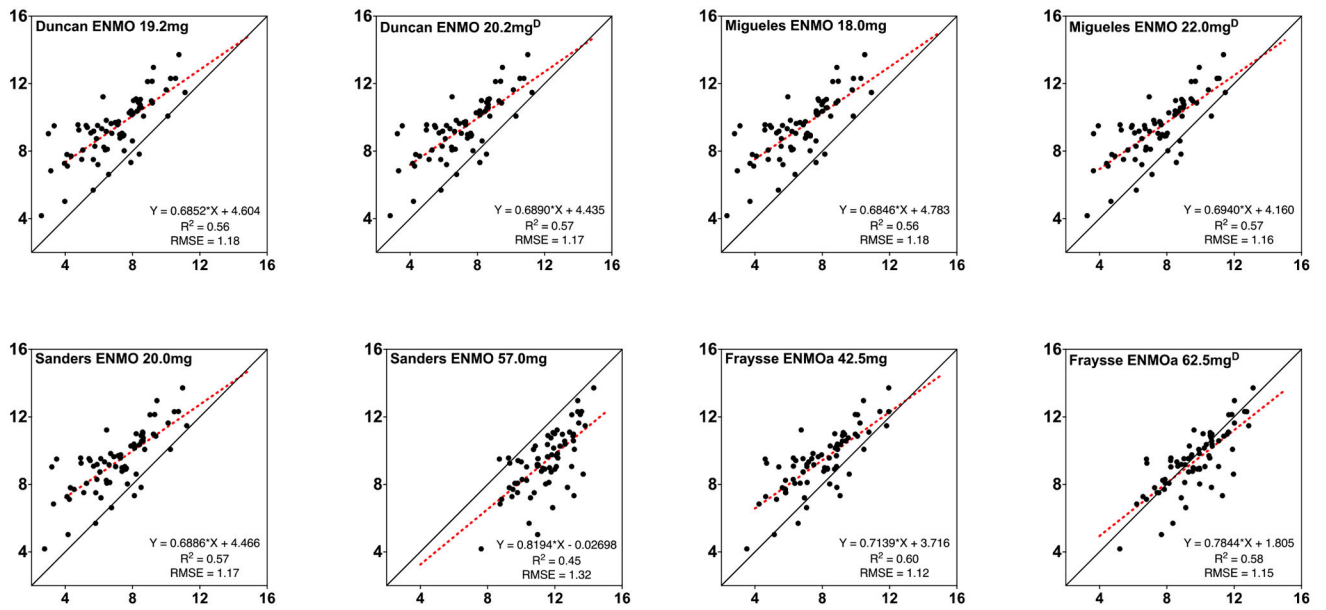 Duncan ENMO 19.2mg
16
12
8
4
Y = 0.6852*X + 4.604
R² = 0.56
RMSE = 1.18
4 8 12 16
Duncan ENMO 20.2mgᴰ
16
12
8
4
Y = 0.6890*X + 4.435
R² = 0.57
RMSE = 1.17
4 8 12 16
Migueles ENMO 18.0mg
16
12
8
4
Y = 0.6846*X + 4.783
R² = 0.56
RMSE = 1.18
4 8 12 16
Migueles ENMO 22.0mgᴰ
16
12
8
4
Y = 0.6940*X + 4.160
R² = 0.57
RMSE = 1.16
4 8 12 16
Sanders ENMO 20.0mg
16
12
8
4
Y = 0.6886*X + 4.466
R² = 0.57
RMSE = 1.17
4 8 12 16
Sanders ENMO 57.0mg
16
12
8
4
Y = 0.8194*X - 0.02698
R² = 0.45
RMSE = 1.32
4 8 12 16
Fraysse ENMOa 42.5mg
16
12
8
4
Y = 0.7139*X + 3.716
R² = 0.60
RMSE = 1.12
4 8 12 16
Fraysse ENMOa 62.5mgᴰ
16
12
8
4
Y = 0.7844*X + 1.805
R² = 0.58
RMSE = 1.15
4 8 12 16